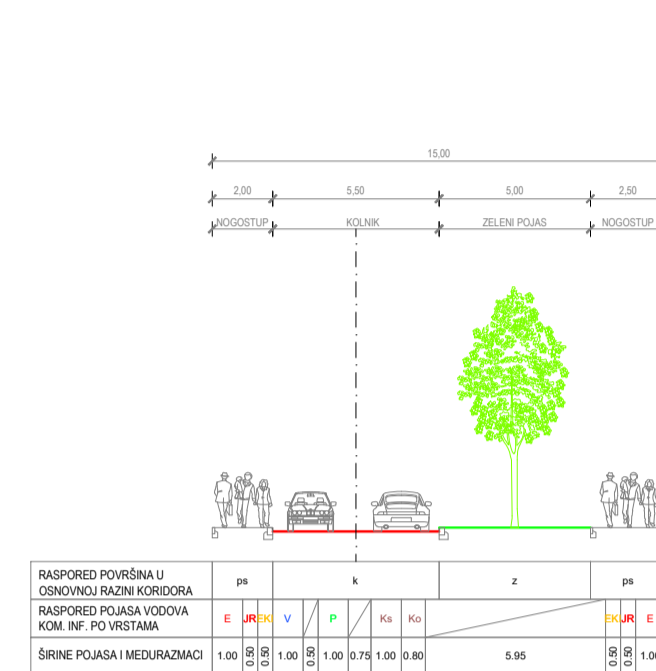 15,00
2,00 5,50 5,00 2,50
NOGOSTUP KOLNIK ZELENI POJAS NOGOSTUP
RASPORED POVRŠINA U
OSNOVNOJ RAZINI KORIDORA
ps k z ps
RASPORED POJASA VODOVA
KOM. INF. PO VRSTAMA
E JR EKI V P Ks Ko EKI JR E
ŠIRINE POJASA I MEĐURAZMACI
1.00 0.50 0.50 1.00 0.50 1.00 0.75 1.00 0.80 5.95 0.50 0.50